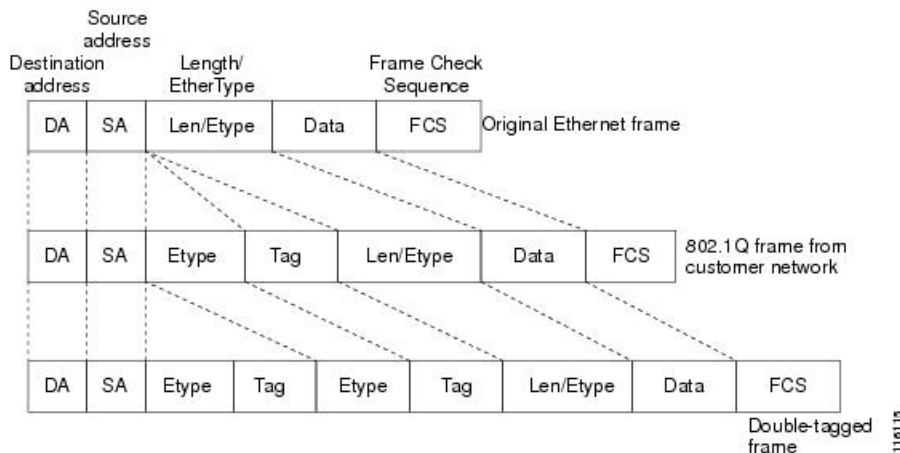 Source
address
Destination
address
Length/
EtherType
Frame Check
Sequence
DA SA Len/Etype Data FCS Original Ethernet frame
DA SA Etype Tag Len/Etype Data FCS 802.1Q frame from
customer network
DA SA Etype Tag Etype Tag Len/Etype Data FCS
Double-tagged
frame
116115